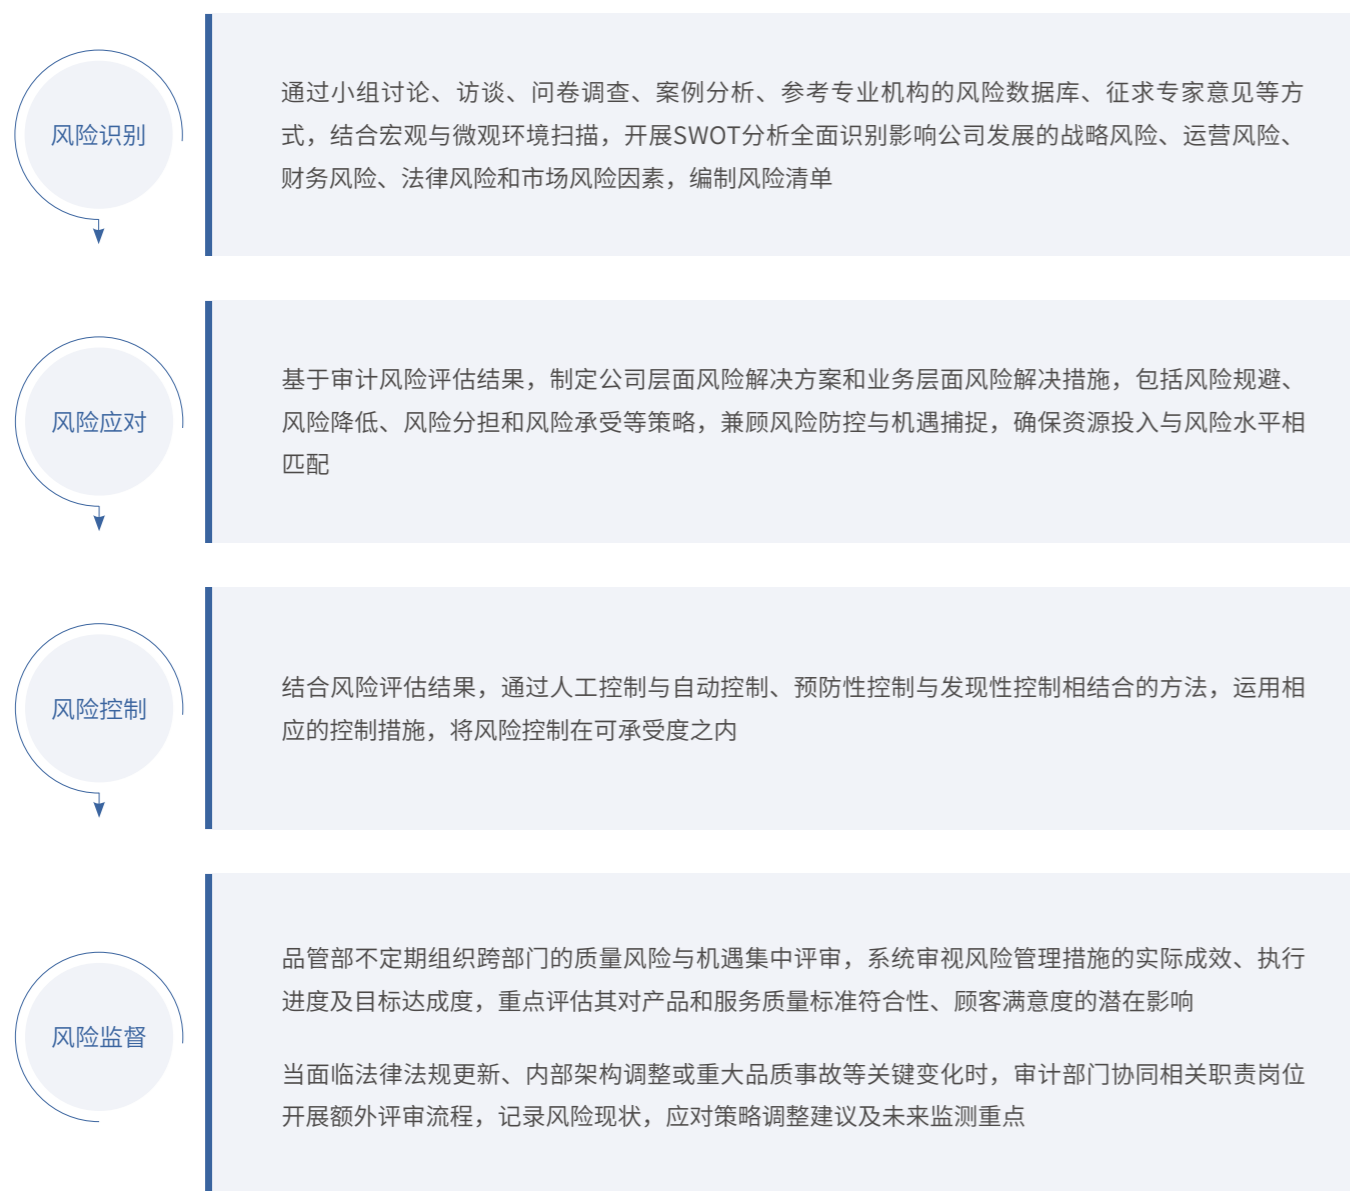 风险识别
通过小组讨论、访谈、问卷调查、案例分析、参考专业机构的风险数据库、征求专家意见等方
式，结合宏观与微观环境扫描，开展SWOT分析全面识别影响公司发展的战略风险、运营风险、
财务风险、法律风险和市场风险因素，编制风险清单
风险应对
基于审计风险评估结果，制定公司层面风险解决方案和业务层面风险解决措施，包括风险规避、
风险降低、风险分担和风险承受等策略，兼顾风险防控与机遇捕捉，确保资源投入与风险水平相
匹配
风险控制
结合风险评估结果，通过人工控制与自动控制、预防性控制与发现性控制相结合的方法，运用相
应的控制措施，将风险控制在可承受度之内
风险监督
品管部不定期组织跨部门的质量风险与机遇集中评审，系统审视风险管理措施的实际成效、执行
进度及目标达成度，重点评估其对产品和服务质量标准符合性、顾客满意度的潜在影响
当面临法律法规更新、内部架构调整或重大品质事故等关键变化时，审计部门协同相关职责岗位
开展额外评审流程，记录风险现状，应对策略调整建议及未来监测重点